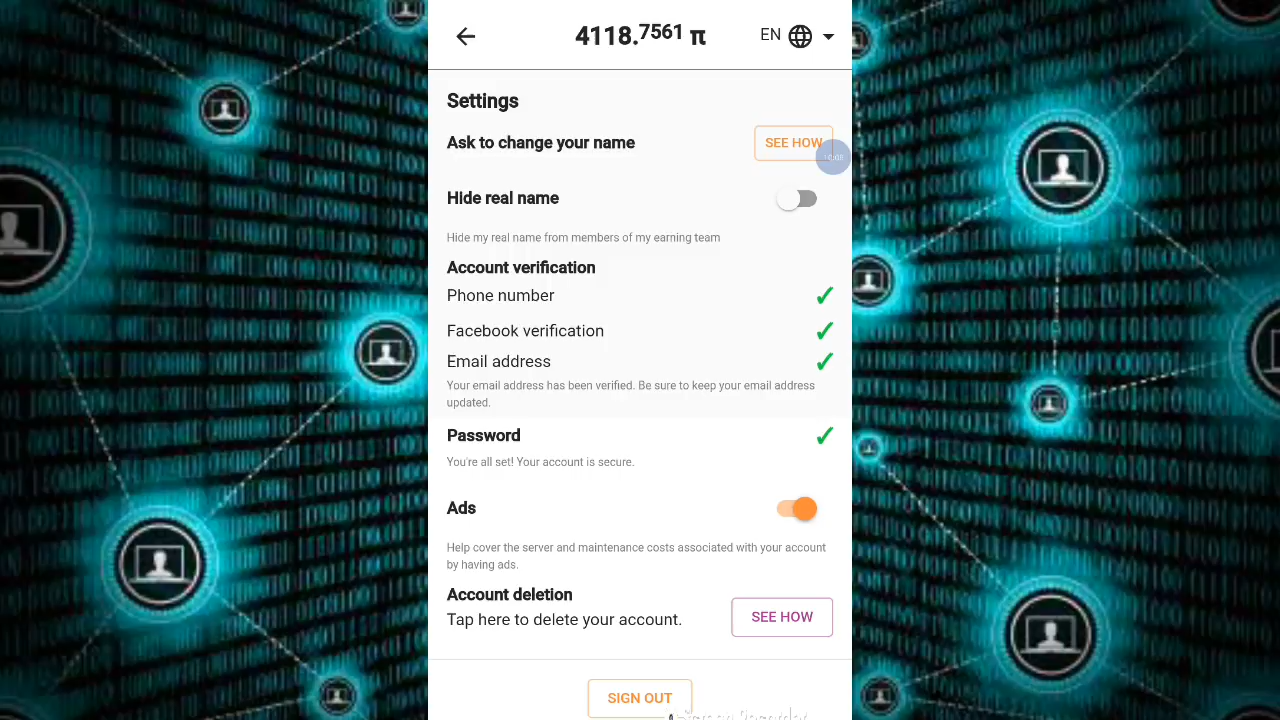 4118.7561 π
EN
Settings
Ask to change your name
SEE HOW
Hide real name
Hide my real name from members of my earning team
Account verification
Phone number
Facebook verification
Email address
Your email address has been verified. Be sure to keep your email address
updated.
Password
You're all set! Your account is secure.
Ads
Help cover the server and maintenance costs associated with your account
by having ads.
Account deletion
Tap here to delete your account.
SEE HOW
SIGN OUT